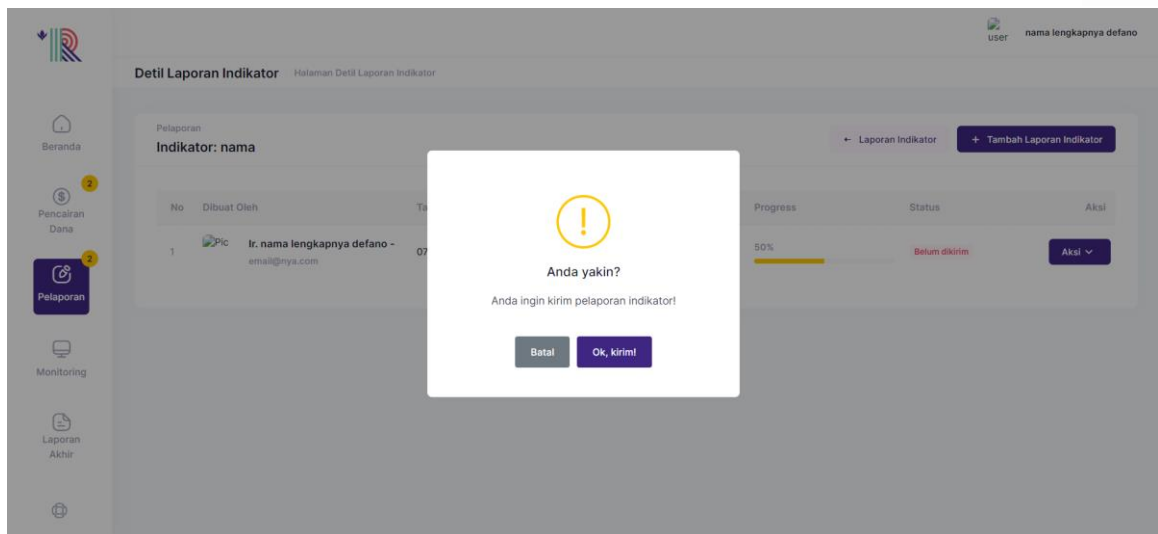 user nama lengkapnya defano
Detil Laporan Indikator Halaman Detil Laporan Indikator
Beranda
2
Pencairan
Dana
2
Pelaporan
Monitoring
Laporan
Akhir
Pelaporan
Indikator: nama
← Laporan Indikator + Tambah Laporan Indikator
No Dibuat Oleh Ta Progress Status Aksi
1 Pic Ir. nama lengkapnya defano - 07 50% Belum dikirim Aksi
email@nya.com
!
Anda yakin?
Anda ingin kirim pelaporan indikator!
Batal Ok, kirim!